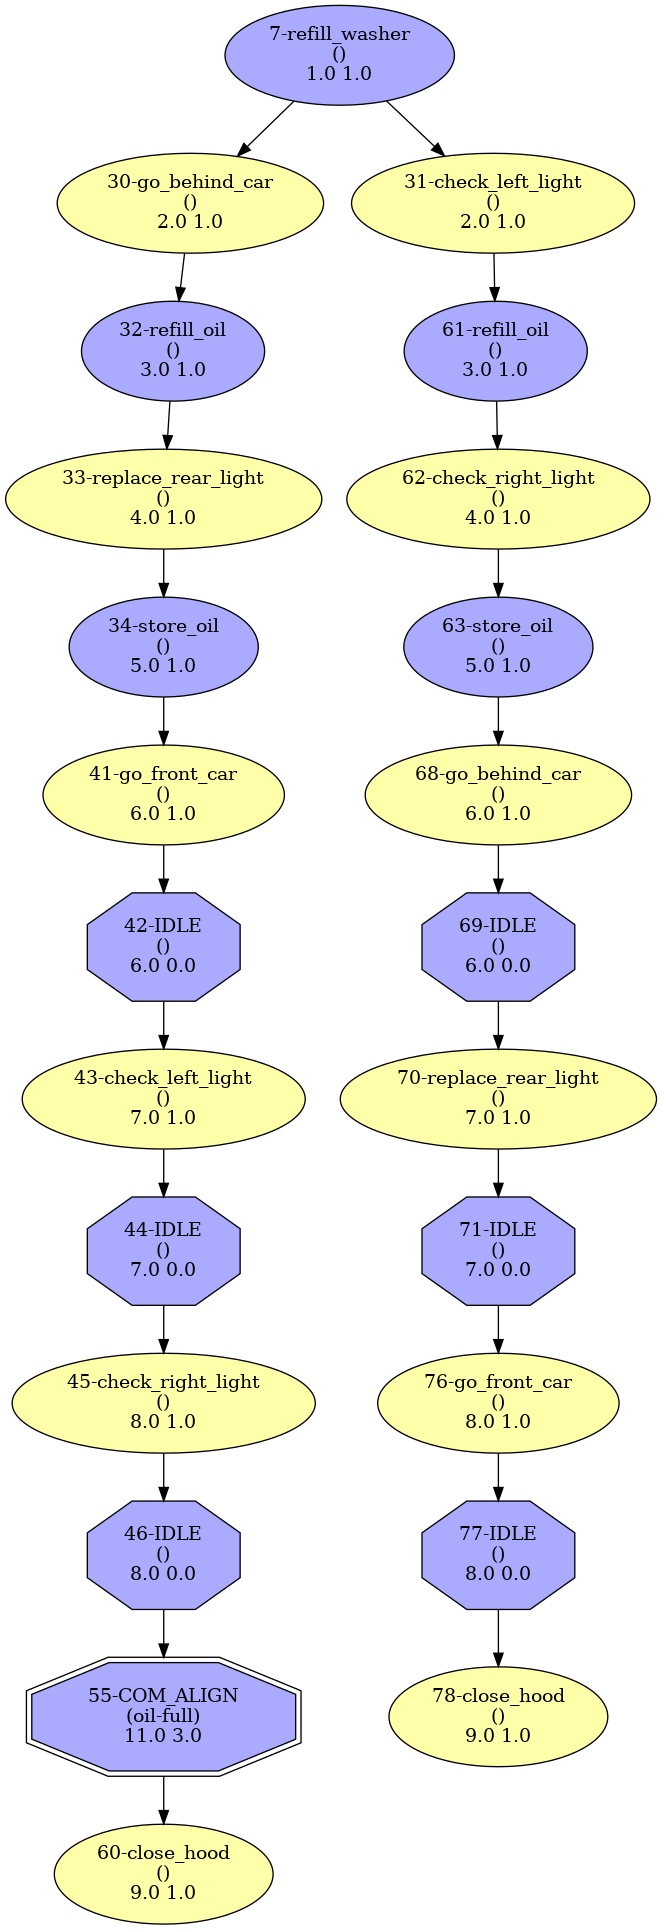 7-refill_washer
()
1.0 1.0
30-go_behind_car
()
2.0 1.0
31-check_left_light
()
2.0 1.0
32-refill_oil
()
3.0 1.0
61-refill_oil
()
3.0 1.0
33-replace_rear_light
()
4.0 1.0
62-check_right_light
()
4.0 1.0
34-store_oil
()
5.0 1.0
63-store_oil
()
5.0 1.0
41-go_front_car
()
6.0 1.0
68-go_behind_car
()
6.0 1.0
42-IDLE
()
6.0 0.0
69-IDLE
()
6.0 0.0
43-check_left_light
()
7.0 1.0
70-replace_rear_light
()
7.0 1.0
44-IDLE
()
7.0 0.0
71-IDLE
()
7.0 0.0
45-check_right_light
()
8.0 1.0
76-go_front_car
()
8.0 1.0
46-IDLE
()
8.0 0.0
77-IDLE
()
8.0 0.0
55-COM_ALIGN
(oil-full)
11.0 3.0
78-close_hood
()
9.0 1.0
60-close_hood
()
9.0 1.0